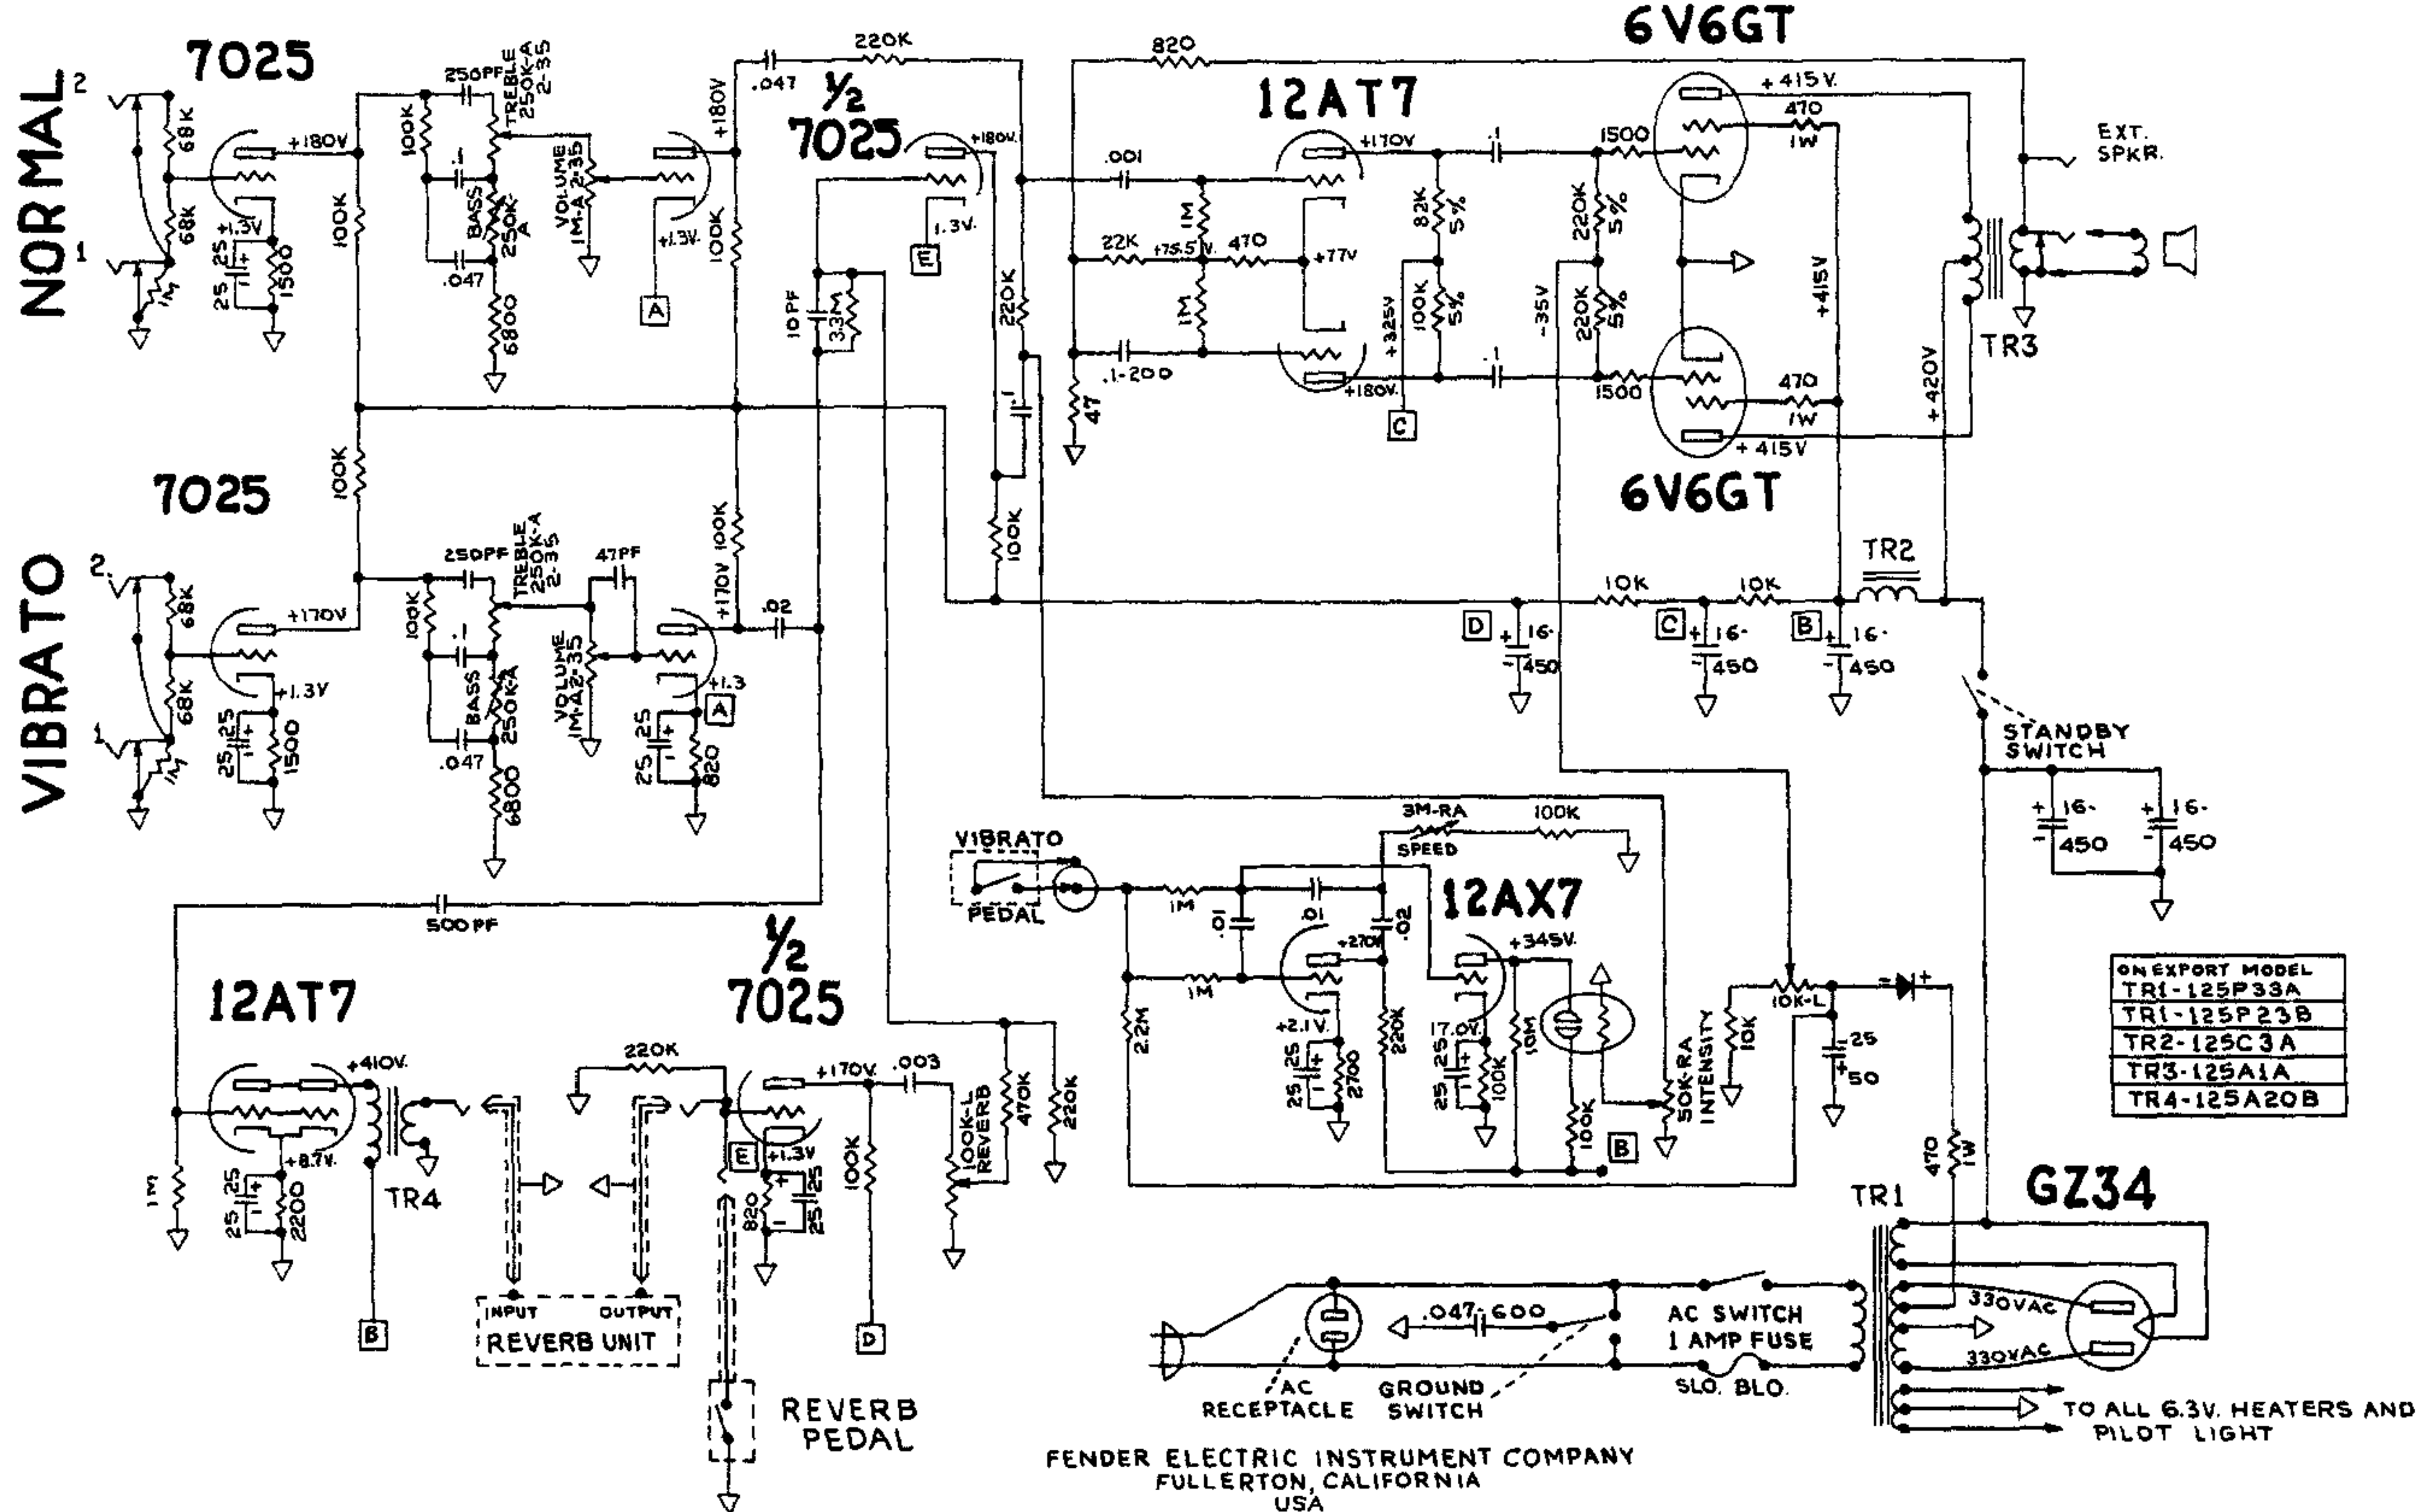 NORMAL
2
1
7025
68K
68K
1M
+180V
+1.3V
25 25
1500
100K
100K
250PF
TREBLE
250K-A
2-35
.1
BASS
250K-A
.047
6800
VOLUME
1M-A 2-35
+180V
+1.3V.
A
100K
.047
220K
1/2
7025
+180V.
1.3V.
E
10PF
3.3M
220K
.1
100K
820
12AT7
.001
1M
22K
+75.5V.
470
+77V
1M
.1-200
47
+170V
+180V.
82K
5%
100K
5%
+325V
C
.1
.1
220K
5%
220K
5%
-35V
1500
1500
6V6GT
+415V.
470
1W
470
1W
+415V
+415V
6V6GT
+420V
EXT.
SPKR.
TR3
VIBRATO
2.
1
7025
68K
68K
1M
+170V
+1.3V
25 25
1500
100K
100K
250PF
TREBLE
250K-A
2-35
.1
BASS
250K-A
.047
6800
47PF
VOLUME
1M-A2-35
+170V
100K
.02
+1.3
A
25 25
820
500PF
TR2
10K
10K
D
+ 16-
- 450
C
+ 16-
- 450
B
+ 16-
- 450
STANDBY
SWITCH
+ 16-
- 450
+ 16-
- 450
VIBRATO
PEDAL
1M
.01
.01
.02
3M-RA
SPEED
100K
12AX7
1M
2.2M
+270V
+2.1V.
25 25
2700
220K
+345V.
17.0V.
25 25
100K
10M
100K
B
50K-RA
INTENSITY
10K
10K-L
25
+50
- +
470
1W
ON EXPORT MODEL
TR1-125P33A
TR1-125P23B
TR2-125C3A
TR3-125A1A
TR4-125A20B
12AT7
1M
+410V.
+8.7V.
25 25
2200
TR4
B
INPUT OUTPUT
REVERB UNIT
1/2
7025
220K
+170V.
.003
E
+1.3V
820
25 25
100K
D
100K-L
REVERB
470K
220K
REVERB
PEDAL
TR1
GZ34
330VAC
330VAC
.047-600
AC SWITCH
1 AMP FUSE
SLO. BLO.
AC
RECEPTACLE
GROUND
SWITCH
TO ALL 6.3V. HEATERS AND
PILOT LIGHT
FENDER ELECTRIC INSTRUMENT COMPANY
FULLERTON, CALIFORNIA
USA